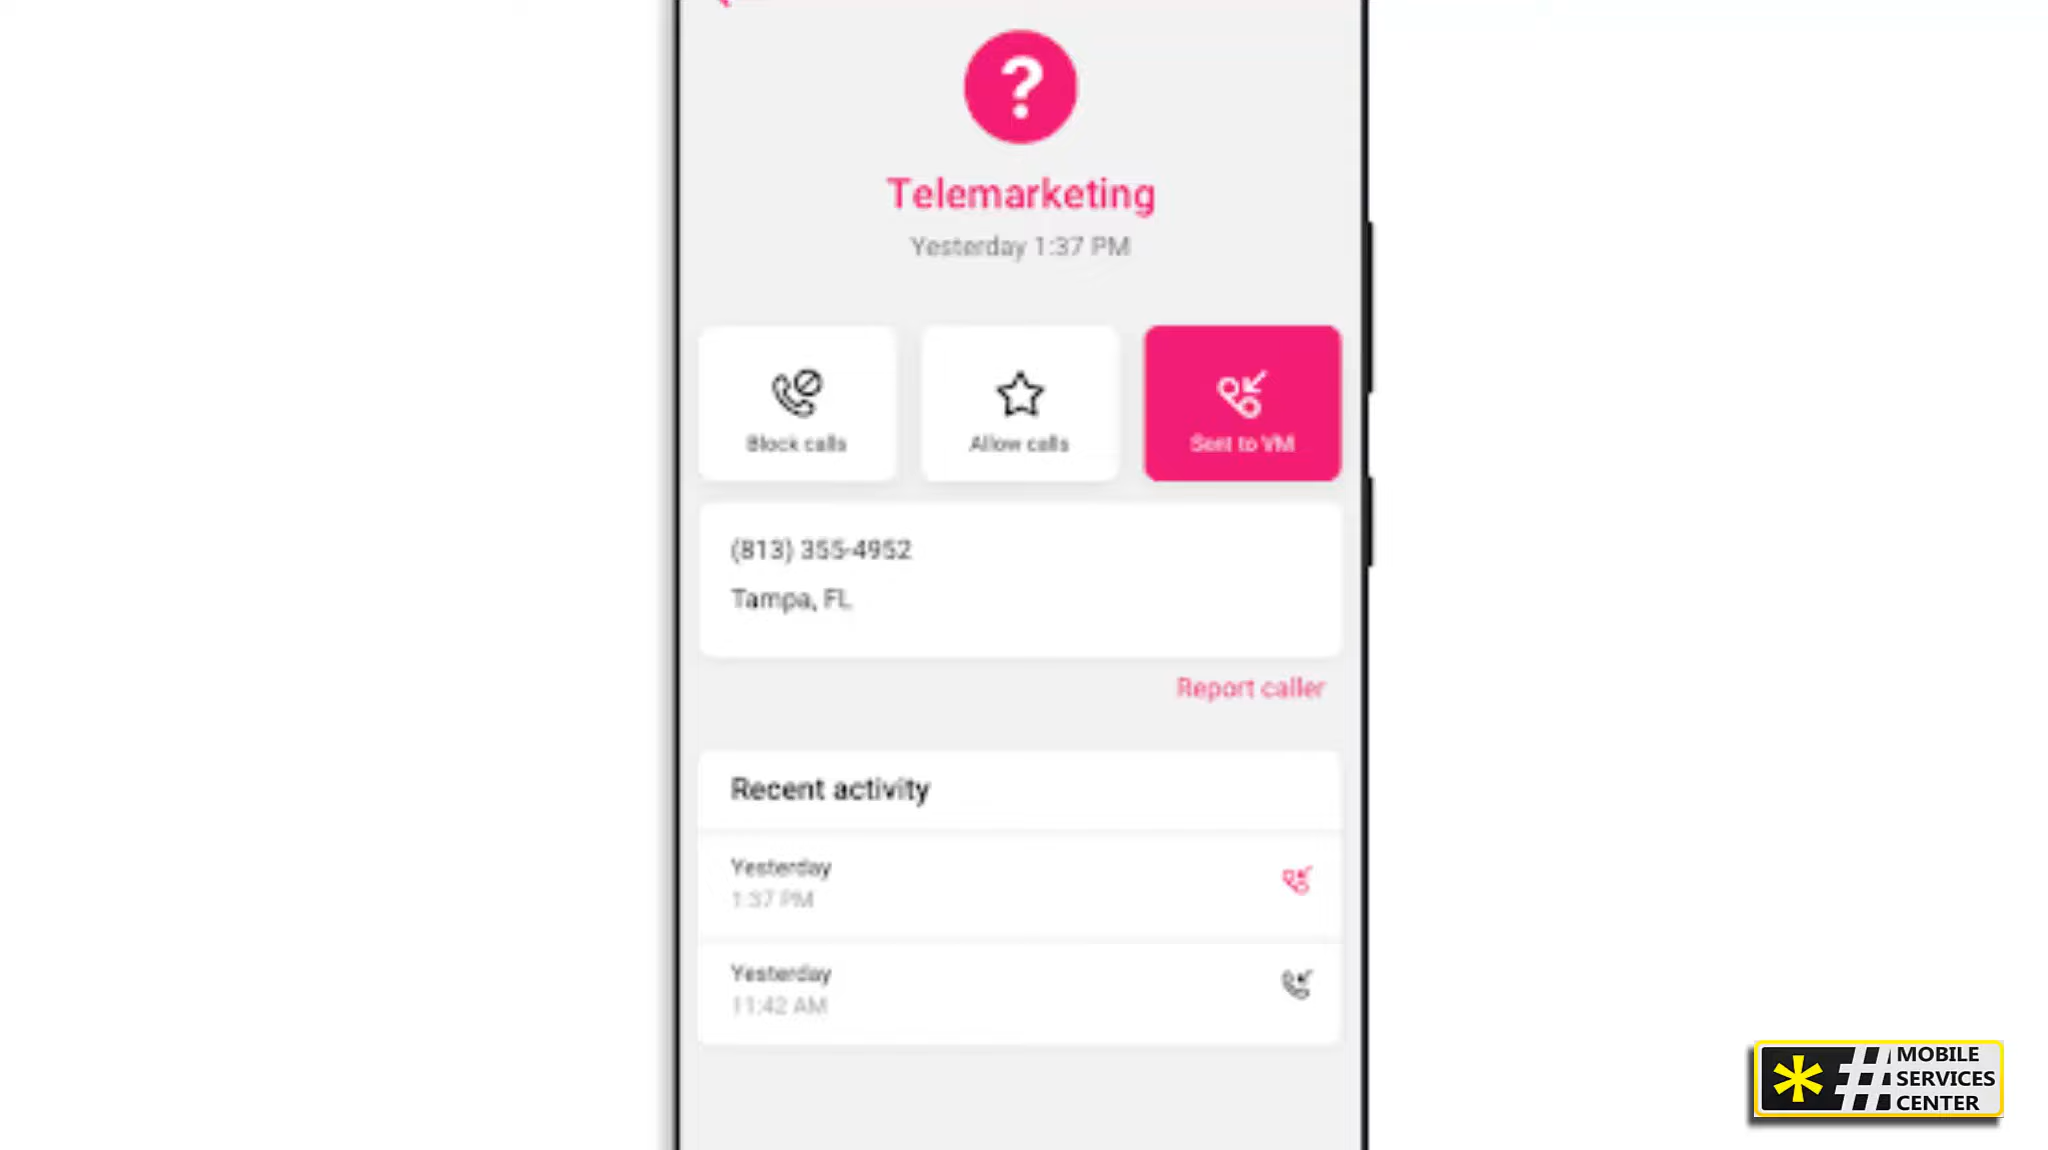 ?
Telemarketing
Yesterday 1:37 PM
Block calls
Allow calls
Sent to VM
(813) 355-4952
Tampa, FL
Report caller
Recent activity
Yesterday
1:37 PM
Yesterday
11:42 AM
*# MOBILE
SERVICES
CENTER